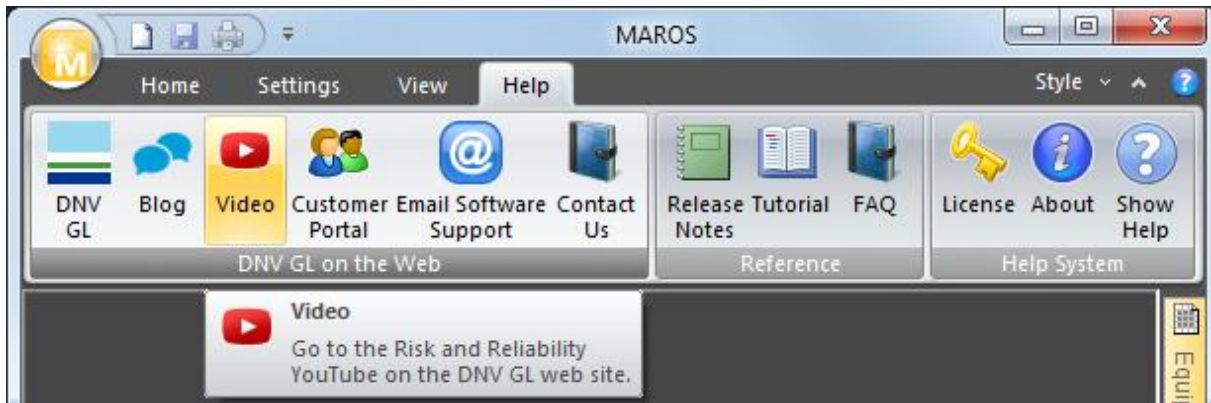 MAROS
M
Home Settings View Help Style
DNV GL
Blog
Video
Customer Portal
Email Software Support
Contact Us
Release Notes
Tutorial
FAQ
License
About
Show Help
DNV GL on the Web
Reference
Help System
Video
Go to the Risk and Reliability
YouTube on the DNV GL web site.
Equi